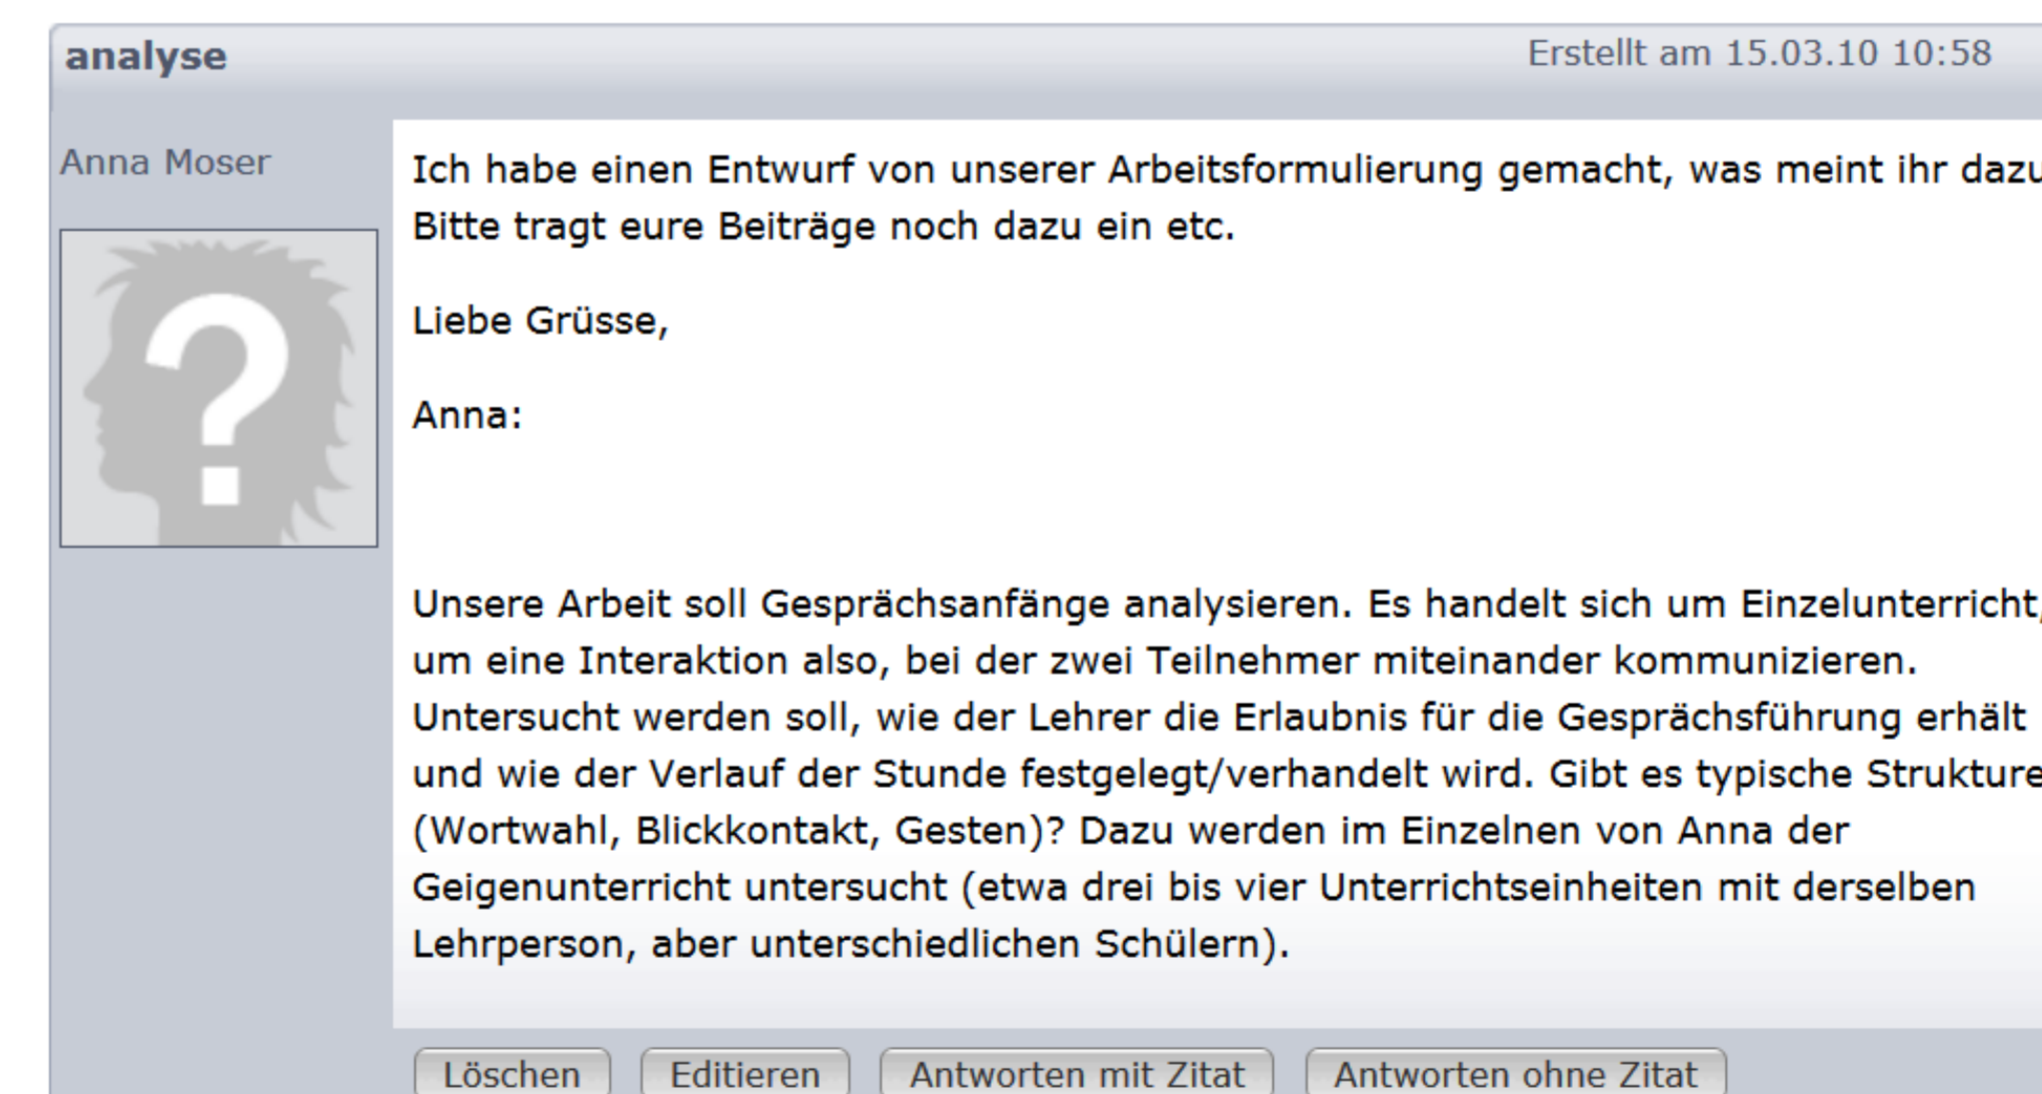 analyse
Erstellt am 15.03.10 10:58
Anna Moser
Ich habe einen Entwurf von unserer Arbeitsformulierung gemacht, was meint ihr dazu
Bitte tragt eure Beiträge noch dazu ein etc.
Liebe Grüsse,
Anna:
Unsere Arbeit soll Gesprächsanfänge analysieren. Es handelt sich um Einzelunterricht,
um eine Interaktion also, bei der zwei Teilnehmer miteinander kommunizieren.
Untersucht werden soll, wie der Lehrer die Erlaubnis für die Gesprächsführung erhält
und wie der Verlauf der Stunde festgelegt/verhandelt wird. Gibt es typische Strukture
(Wortwahl, Blickkontakt, Gesten)? Dazu werden im Einzelnen von Anna der
Geigenunterricht untersucht (etwa drei bis vier Unterrichtseinheiten mit derselben
Lehrperson, aber unterschiedlichen Schülern).
Löschen Editieren Antworten mit Zitat Antworten ohne Zitat